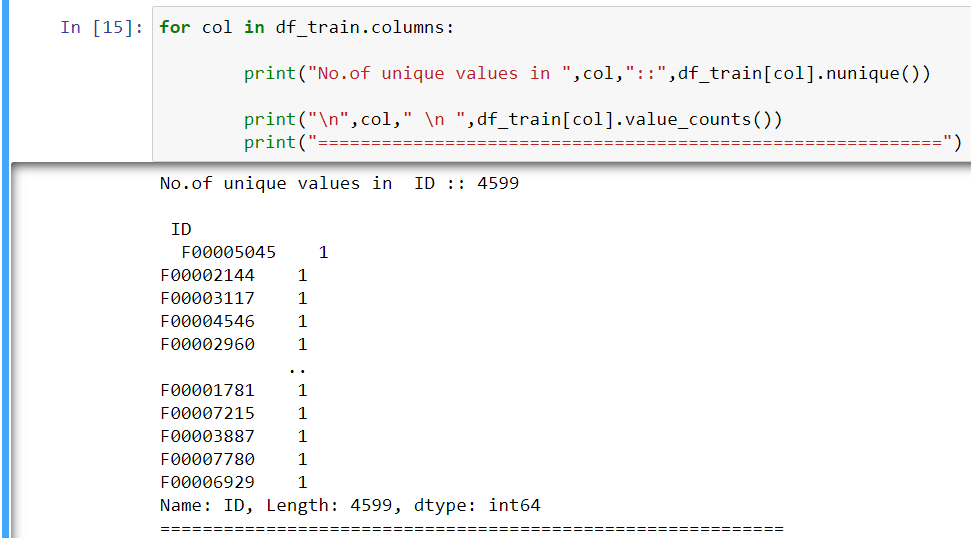 In [15]: for col in df_train.columns:
print("No.of unique values in ",col,"::",df_train[col].nunique())
print("\n",col," \n ",df_train[col].value_counts())
print("===========================================================")
No.of unique values in  ID :: 4599
ID
F00005045    1
F00002144    1
F00003117    1
F00004546    1
F00002960    1
..
F00001781    1
F00007215    1
F00003887    1
F00007780    1
F00006929    1
Name: ID, Length: 4599, dtype: int64
===========================================================